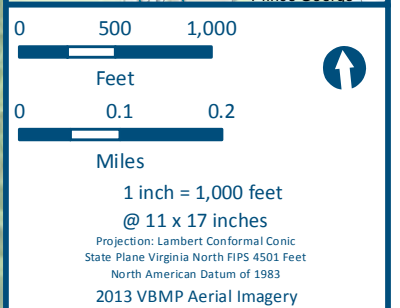 0 500 1,000
Feet
0 0.1 0.2
Miles
1 inch = 1,000 feet
@ 11 x 17 inches
Projection: Lambert Conformal Conic
State Plane Virginia North FIPS 4501 Feet
North American Datum of 1983
2013 VBMP Aerial Imagery